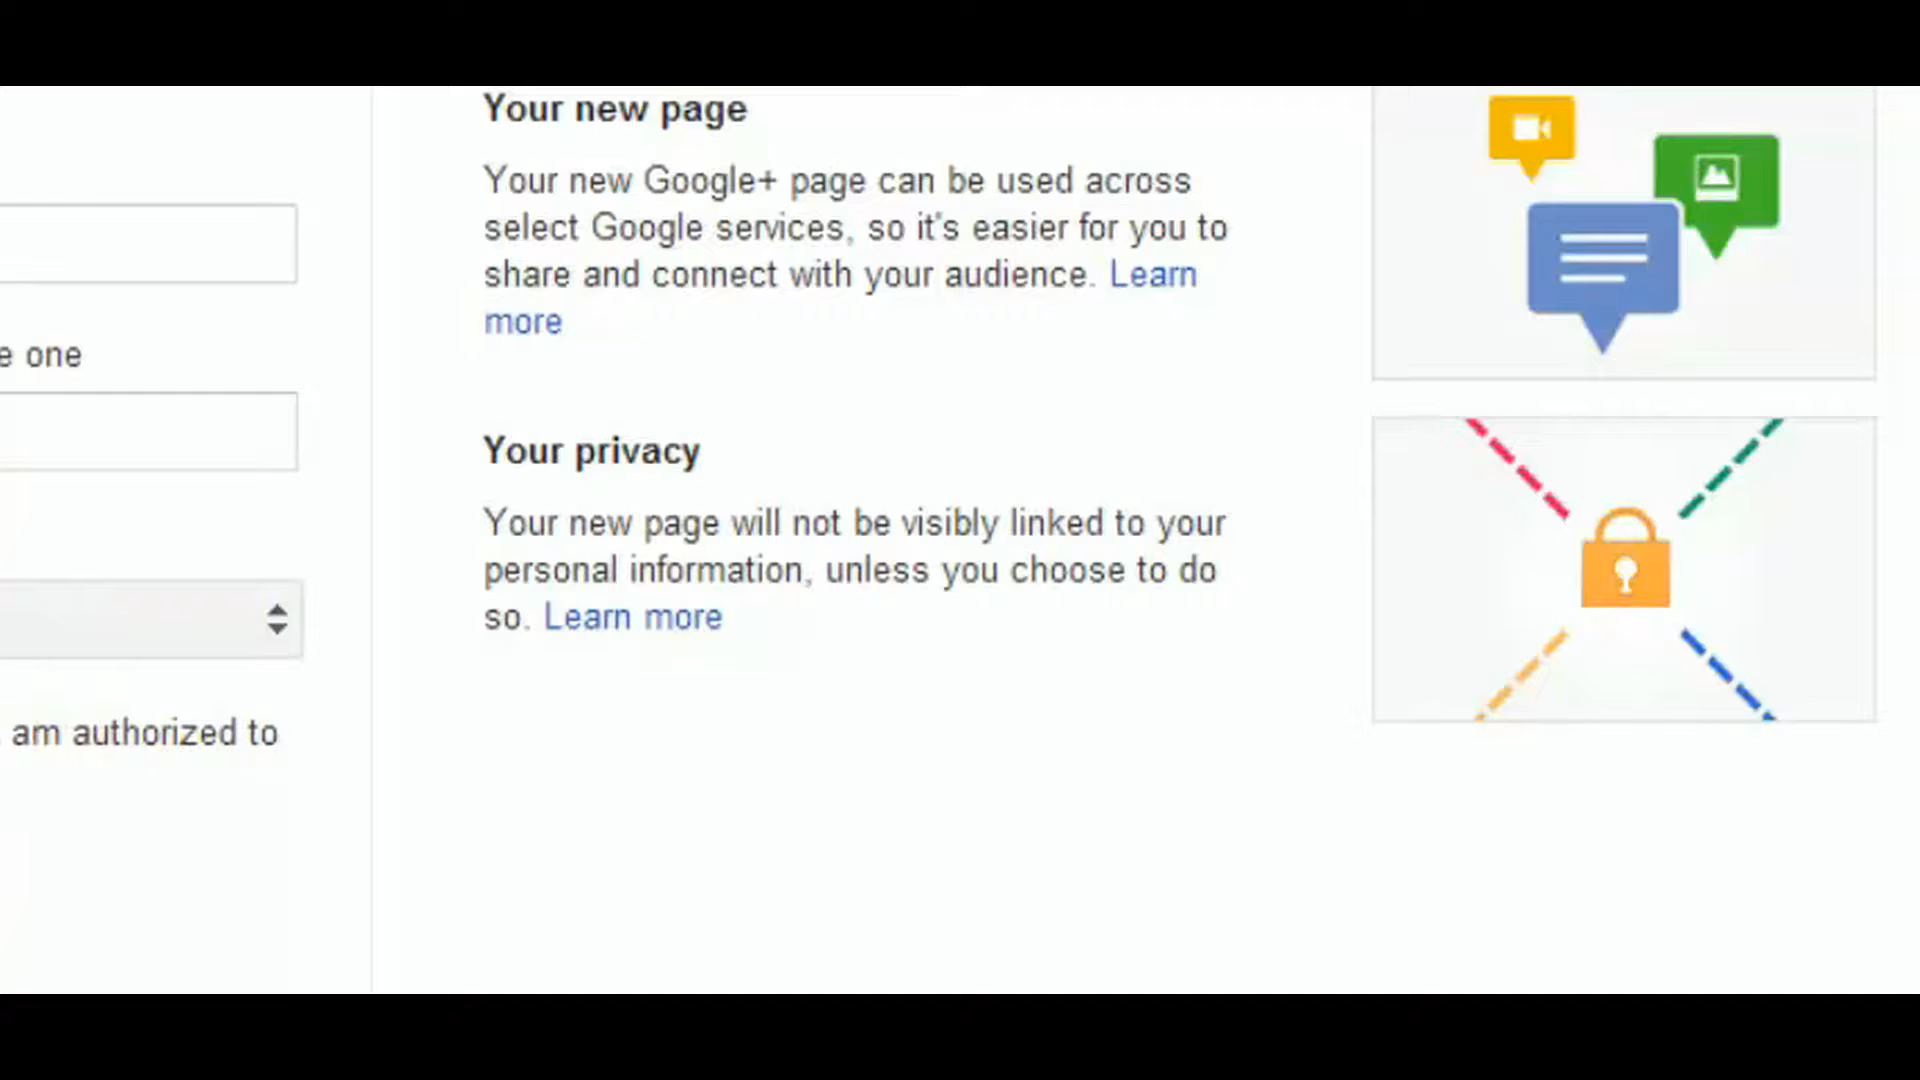 Your new page
Your new Google+ page can be used across
select Google services, so it's easier for you to
share and connect with your audience. Learn
more
e one
Your privacy
Your new page will not be visibly linked to your
personal information, unless you choose to do
so. Learn more
am authorized to